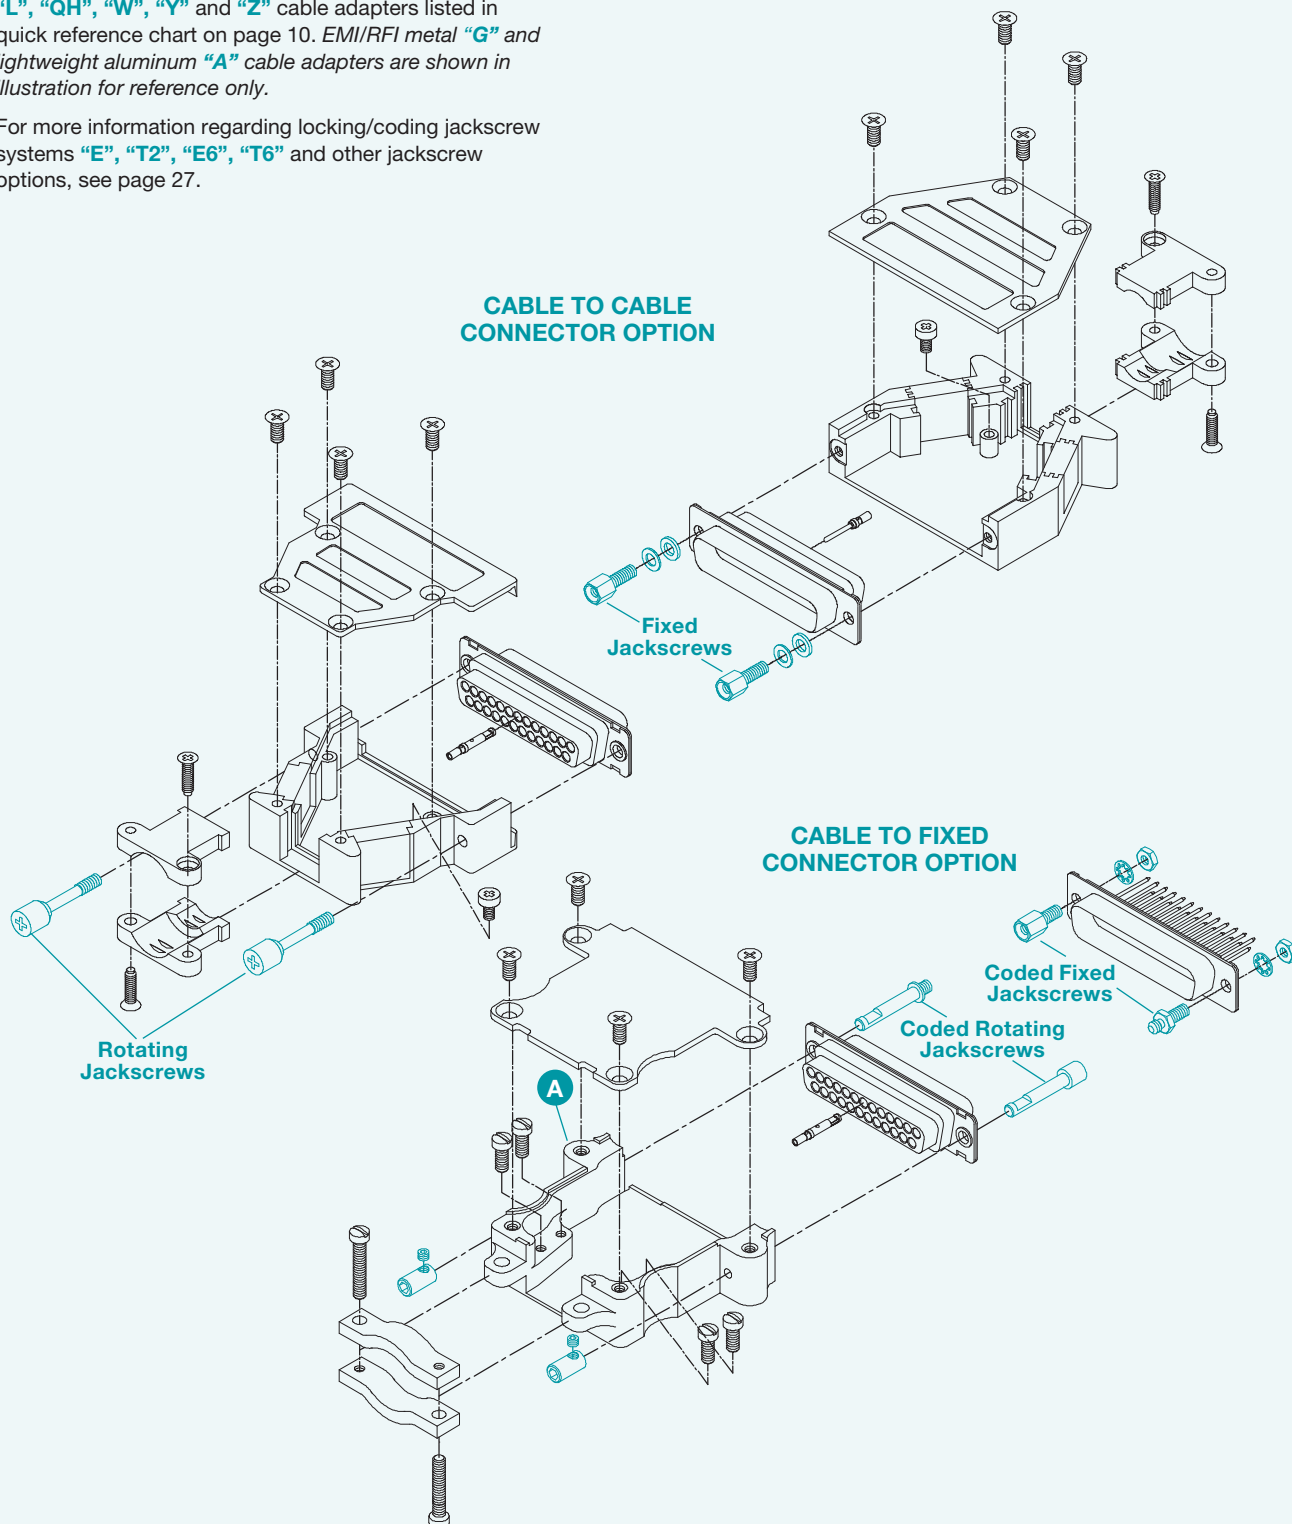 “L”, “QH”, “W”, “Y” and “Z” cable adapters listed in
quick reference chart on page 10. EMI/RFI metal “G” and
lightweight aluminum “A” cable adapters are shown in
illustration for reference only.
For more information regarding locking/coding jackscrew
systems “E”, “T2”, “E6”, “T6” and other jackscrew
options, see page 27.
CABLE TO CABLE
CONNECTOR OPTION
Fixed
Jackscrews
CABLE TO FIXED
CONNECTOR OPTION
Coded Fixed
Jackscrews
Coded Rotating
Jackscrews
Rotating
Jackscrews
A